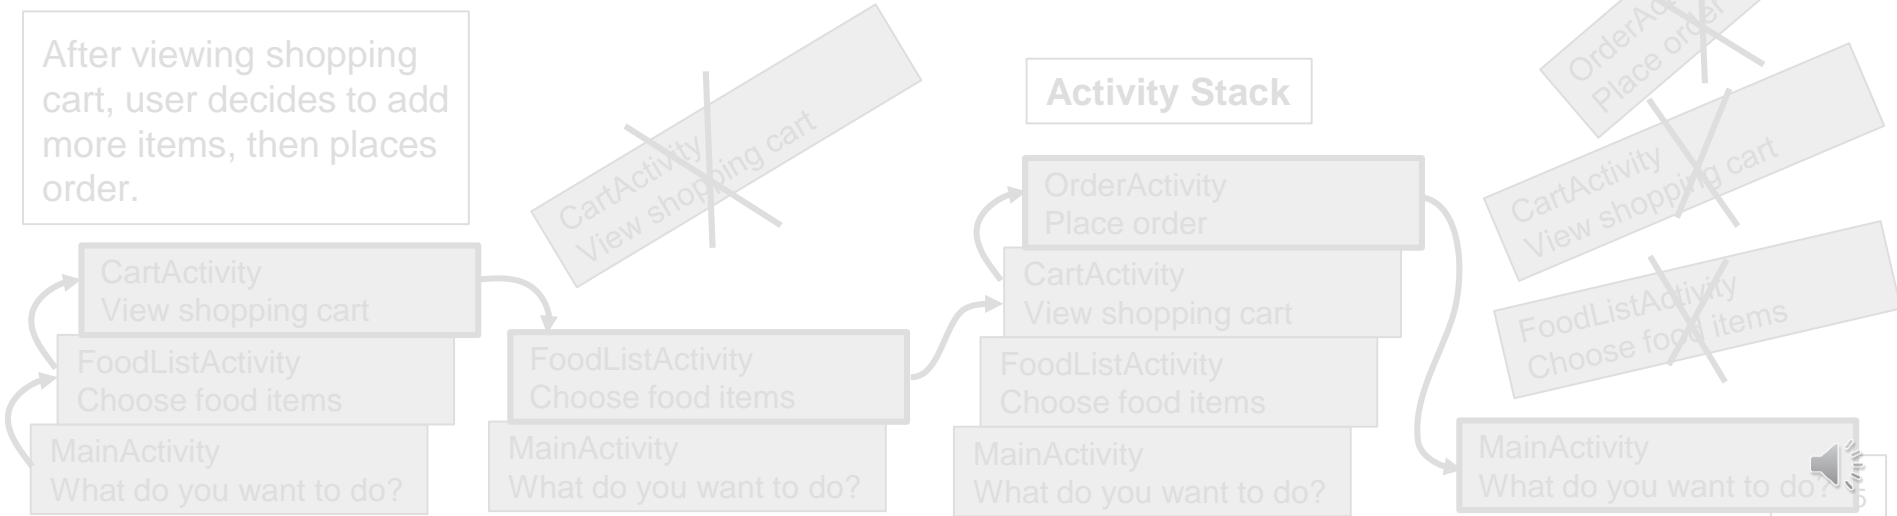 After viewing shopping
cart, user decides to add
more items, then places
order.
CartActivity
View shopping cart
FoodListActivity
Choose food items
MainActivity
What do you want to do?
CartActivity
View shopping cart
FoodListActivity
Choose food items
MainActivity
What do you want to do?
Activity Stack
OrderActivity
Place order
CartActivity
View shopping cart
FoodListActivity
Choose food items
MainActivity
What do you want to do?
Place order
CartActivity
View shopping cart
FoodListActivity
Choose food items
MainActivity
What do you want to do?
5